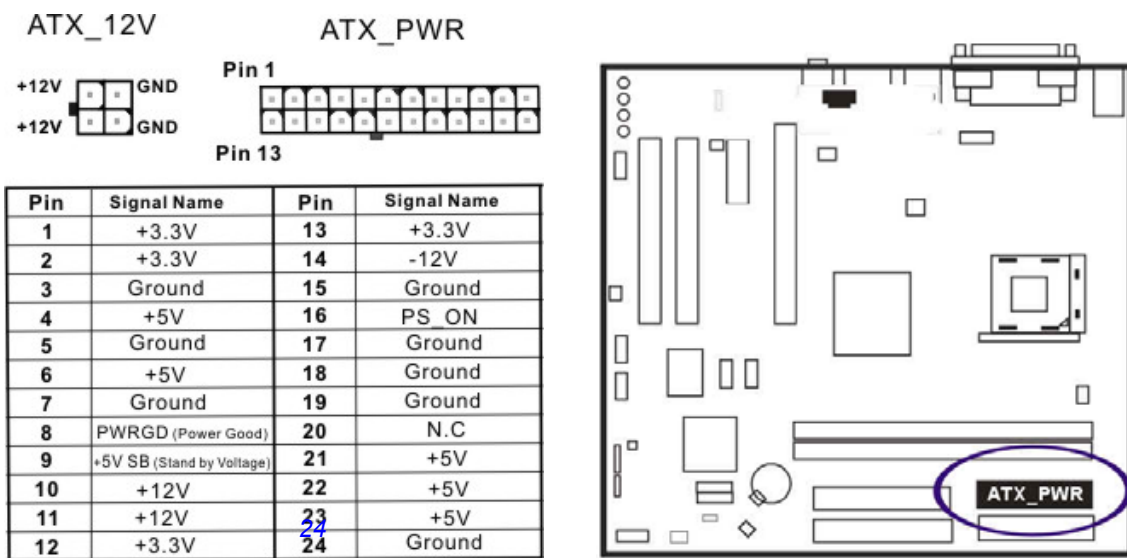 ATX_12V
ATX_PWR
Pin 1
+12V GND
+12V GND
Pin 13
Pin Signal Name Pin Signal Name
1 +3.3V 13 +3.3V
2 +3.3V 14 -12V
3 Ground 15 Ground
4 +5V 16 PS_ON
5 Ground 17 Ground
6 +5V 18 Ground
7 Ground 19 Ground
8 PWRGD (Power Good) 20 N.C
9 +5V SB (Stand by Voltage) 21 +5V
10 +12V 22 +5V
11 +12V 23 +5V
24
12 +3.3V 24 Ground
ATX_PWR